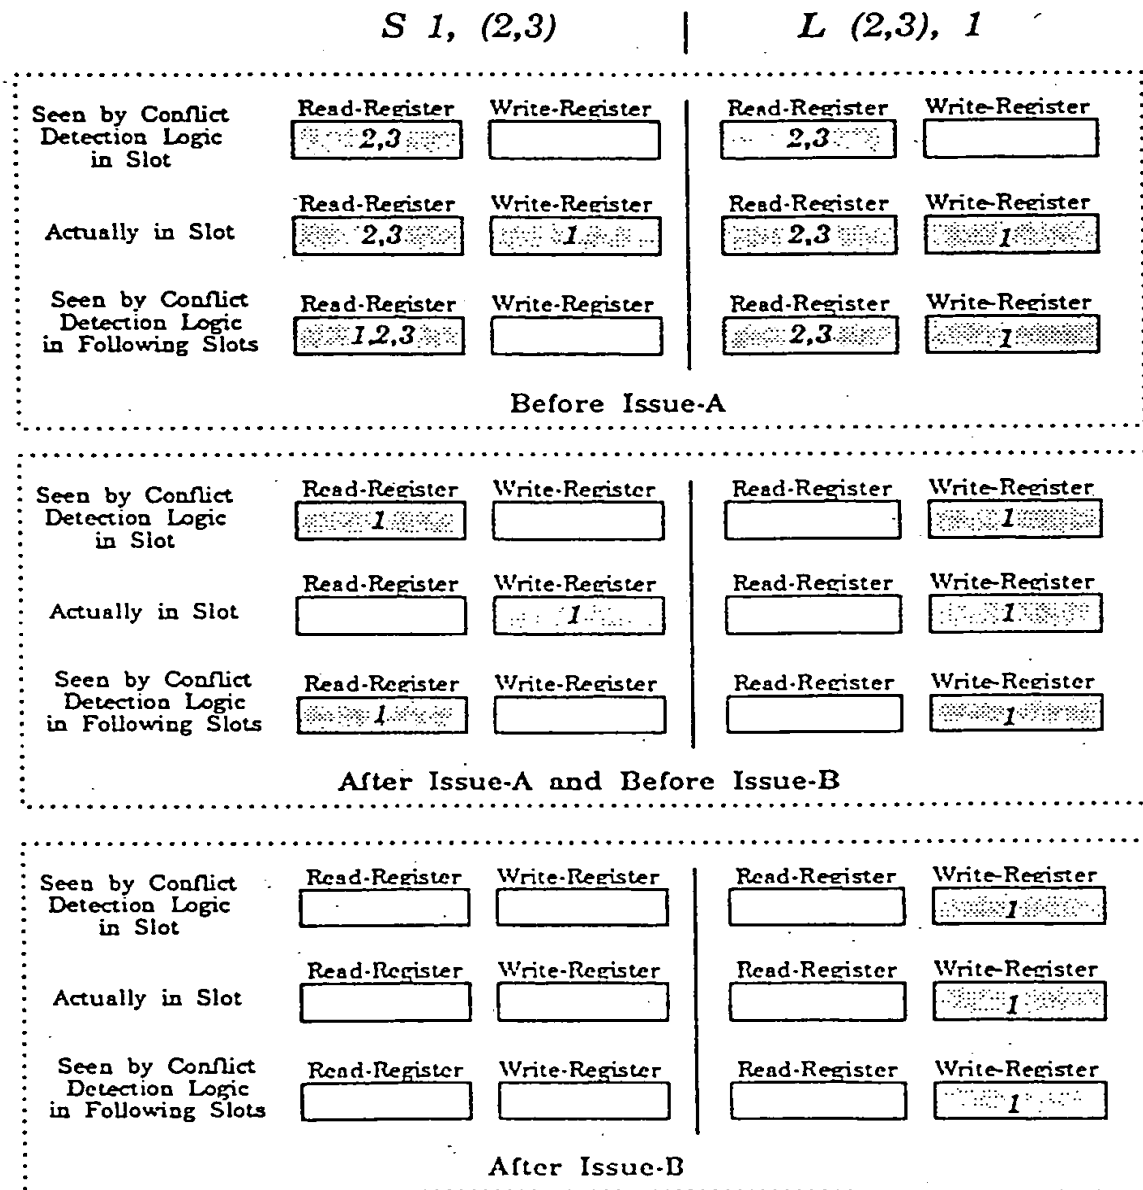 S 1, (2,3) | L (2,3), 1
Seen by Conflict
Detection Logic
in Slot
Read-Register Write-Register Read-Register Write-Register
2,3 2,3
Actually in Slot
Read-Register Write-Register Read-Register Write-Register
2,3 1 2,3 1
Seen by Conflict
Detection Logic
in Following Slots
Read-Register Write-Register Read-Register Write-Register
1,2,3 2,3 1
Before Issue-A
Seen by Conflict
Detection Logic
in Slot
Read-Register Write-Register Read-Register Write-Register
1 1
Actually in Slot
Read-Register Write-Register Read-Register Write-Register
1 1
Seen by Conflict
Detection Logic
in Following Slots
Read-Register Write-Register Read-Register Write-Register
1 1
After Issue-A and Before Issue-B
Seen by Conflict
Detection Logic
in Slot
Read-Register Write-Register Read-Register Write-Register
1
Actually in Slot
Read-Register Write-Register Read-Register Write-Register
1
Seen by Conflict
Detection Logic
in Following Slots
Read-Register Write-Register Read-Register Write-Register
1
After Issue-B